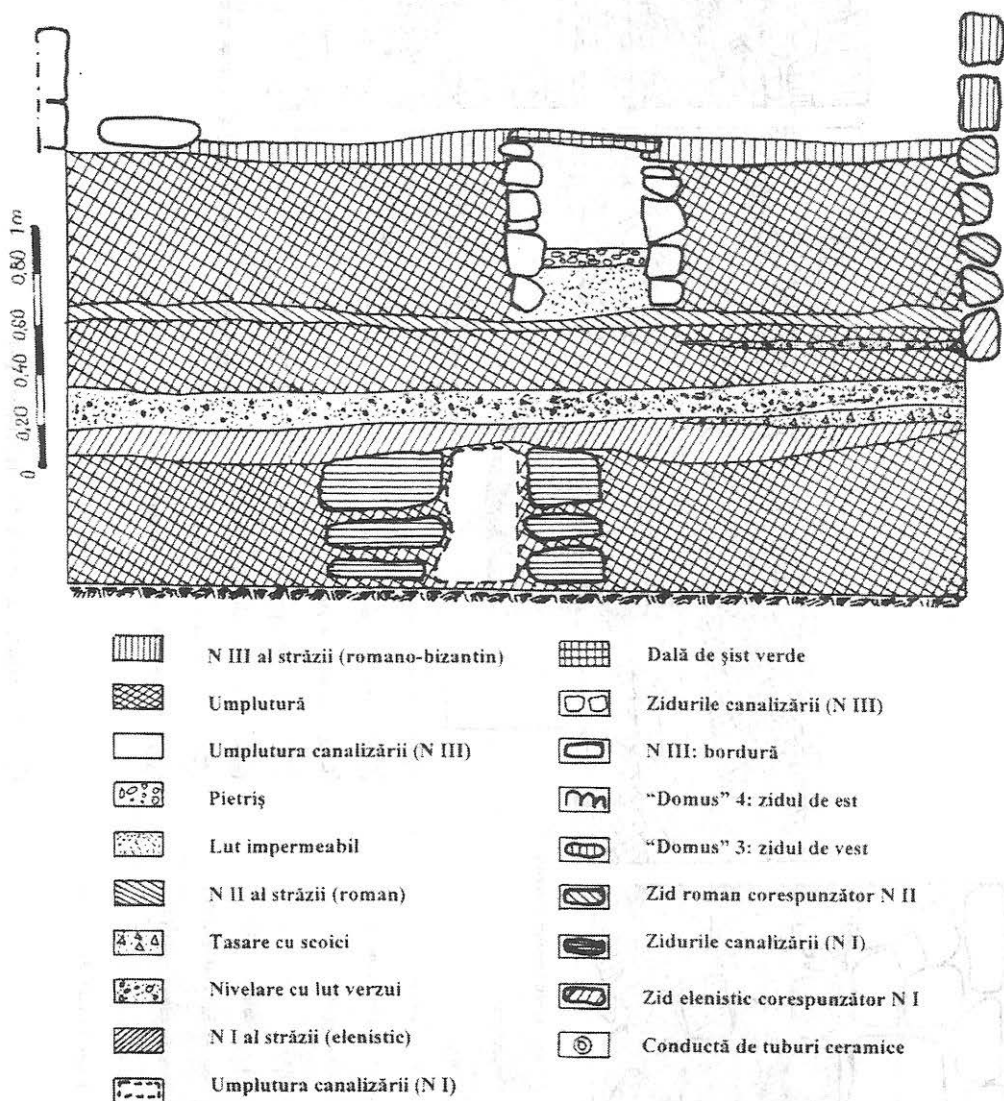 0 0,20 0,40 0,60 0,80 1m
N III al străzii (romano-bizantin)
Umplutură
Umplutura canalizării (N III)
Pietriş
Lut impermeabil
N II al străzii (roman)
Tasare cu scoici
Nivelare cu lut verzui
N I al străzii (elenistic)
Umplutura canalizării (N I)
Dală de şist verde
Zidurile canalizării (N III)
N III: bordură
“Domus” 4: zidul de est
“Domus” 3: zidul de vest
Zid roman corespunzător N II
Zidurile canalizării (N I)
Zid elenistic corespunzător N I
Conductă de tuburi ceramice